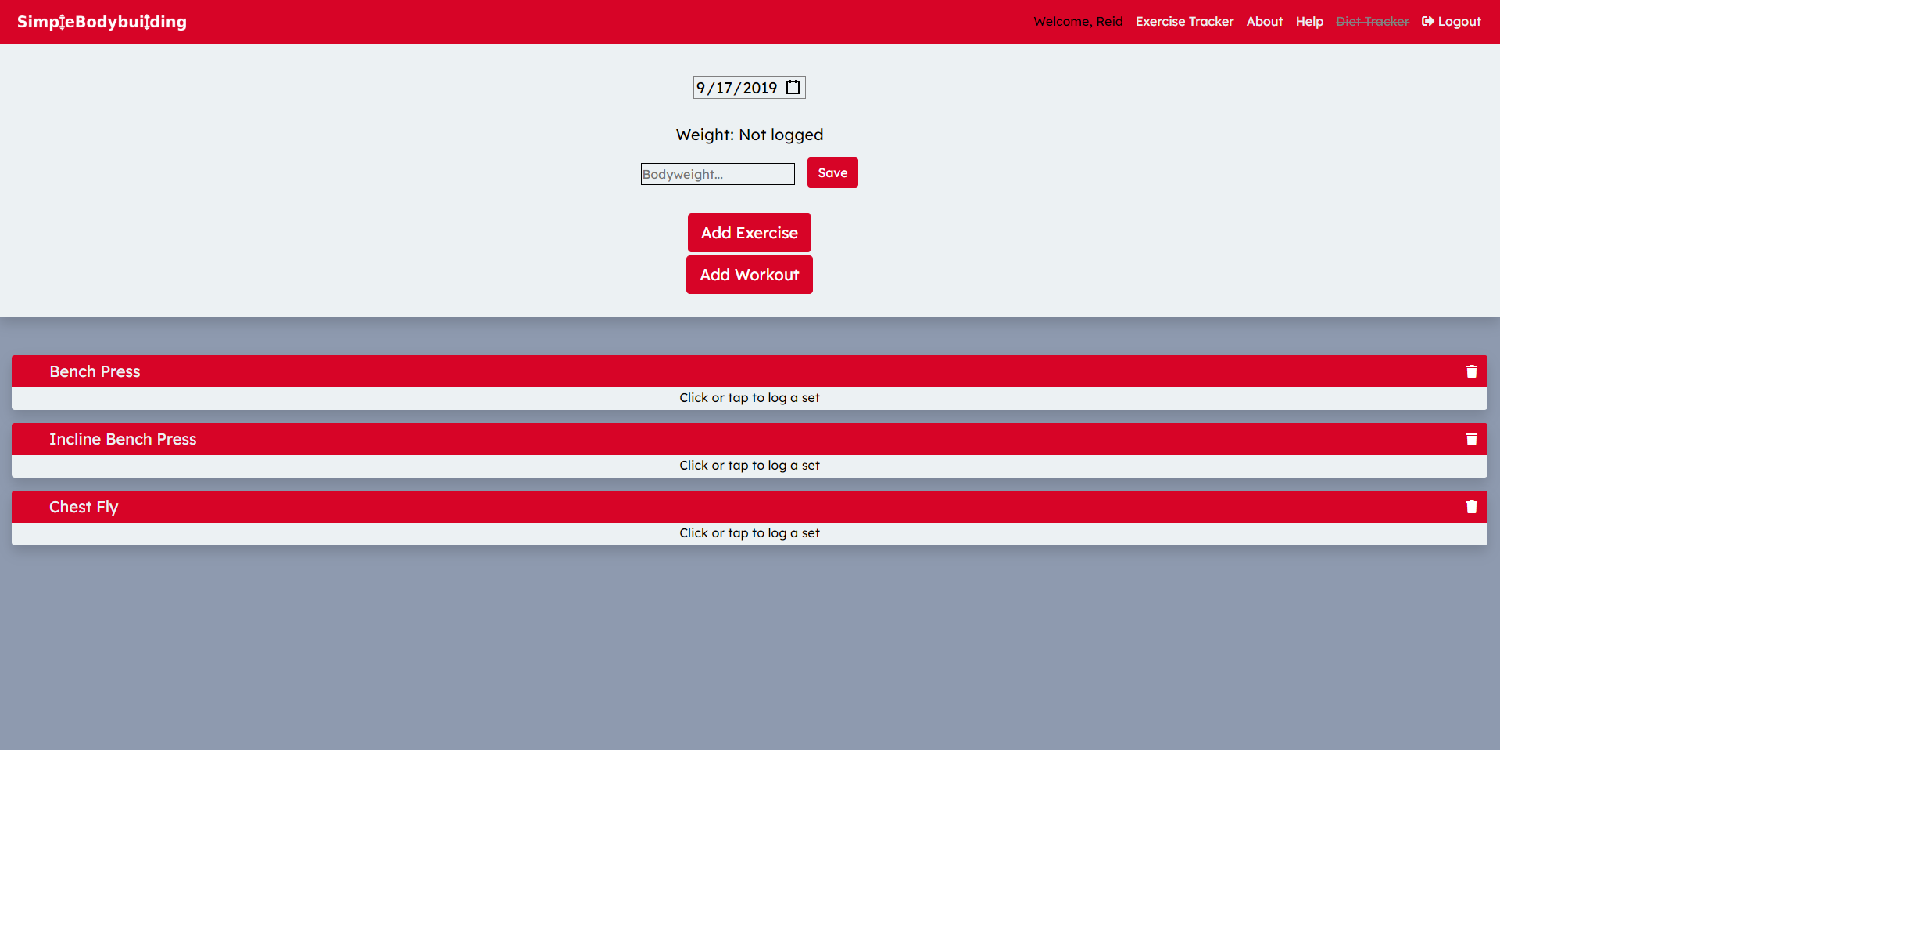 SimpleBodybuilding
Welcome, Reid Exercise Tracker About Help Diet Tracker Logout
9/17/2019
Weight: Not logged
Bodyweight... Save
Add Exercise
Add Workout
Bench Press
Click or tap to log a set
Incline Bench Press
Click or tap to log a set
Chest Fly
Click or tap to log a set